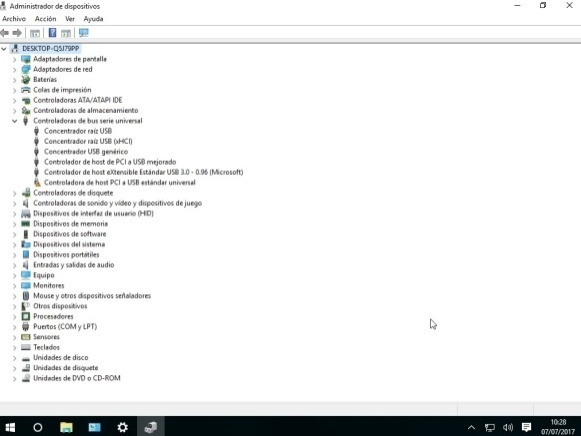 Administrador de dispositivos
Archivo Acción Ver Ayuda
DESKTOP-Q5J79PP
Adaptadores de pantalla
Adaptadores de red
Baterías
Colas de impresión
Controladoras ATA/ATAPI IDE
Controladoras de almacenamiento
Controladoras de bus serie universal
Concentrador raíz USB
Concentrador raíz USB (xHCI)
Concentrador USB genérico
Controlador de host de PCI a USB mejorado
Controlador de host eXtensible Estándar USB 3.0 - 0.96 (Microsoft)
Controladora de host PCI a USB estándar universal
Controladoras de disquete
Controladoras de sonido y vídeo y dispositivos de juego
Dispositivos de interfaz de usuario (HID)
Dispositivos de memoria
Dispositivos de software
Dispositivos del sistema
Dispositivos portátiles
Entradas y salidas de audio
Equipo
Monitores
Mouse y otros dispositivos señaladores
Otros dispositivos
Procesadores
Puertos (COM y LPT)
Sensores
Teclados
Unidades de disco
Unidades de disquete
Unidades de DVD o CD-ROM
10:28
07/07/2017